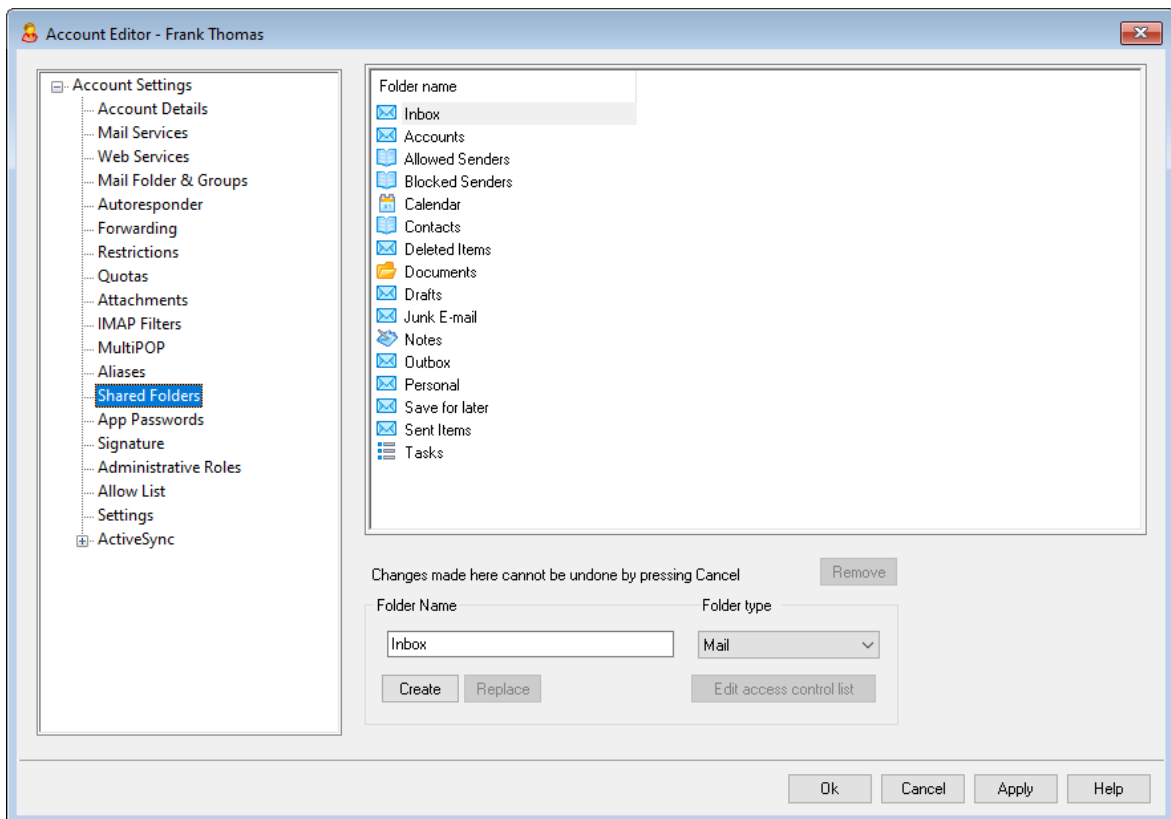 Account Editor - Frank Thomas
Account Settings
Account Details
Mail Services
Web Services
Mail Folder & Groups
Autoresponder
Forwarding
Restrictions
Quotas
Attachments
IMAP Filters
MultiPOP
Aliases
Shared Folders
App Passwords
Signature
Administrative Roles
Allow List
Settings
ActiveSync
Folder name
Inbox
Accounts
Allowed Senders
Blocked Senders
Calendar
Contacts
Deleted Items
Documents
Drafts
Junk E-mail
Notes
Outbox
Personal
Save for later
Sent Items
Tasks
Changes made here cannot be undone by pressing Cancel
Remove
Folder Name
Folder type
Inbox
Mail
Create
Replace
Edit access control list
Ok
Cancel
Apply
Help